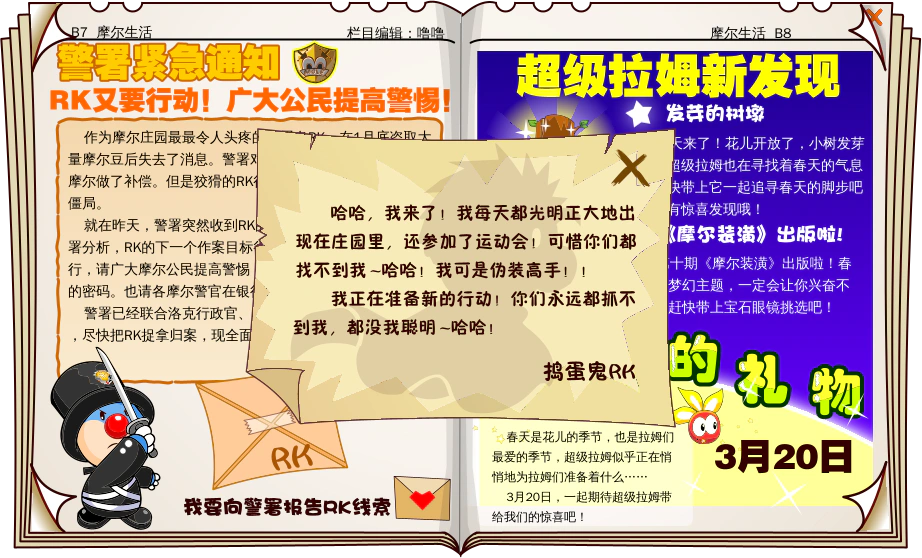 B7 摩尔生活
栏目编辑：噜噜
警署紧急通知
RK又要行动！广大公民提高警惕！
作为摩尔庄园最最令人头疼的
在1月底盗取大
量摩尔豆后失去了消息。警署对
摩尔做了补偿。但是狡猾的RK
僵局。
就在昨天，警署突然收到RK
署分析，RK的下一个作案目标
行，请广大摩尔公民提高警惕
的密码。也请各摩尔警官在银
警署已经联合洛克行政官、
，尽快把RK捉拿归案，现全面
RK
我要向警署报告RK线索
哈哈，我来了！我每天都光明正大地出
现在庄园里，还参加了运动会！可惜你们都
找不到我~哈哈！我可是伪装高手！！
我正在准备新的行动！你们永远都抓不
到我，都没我聪明~哈哈！
捣蛋鬼RK
摩尔生活 B8
超级拉姆新发现
发芽的树墩
天来了！花儿开放了，小树发芽
超级拉姆也在寻找着春天的气息
快带上它一起追寻春天的脚步吧
有惊喜发现哦！
《摩尔装潢》出版啦!
十期《摩尔装潢》出版啦！春
梦幻主题，一定会让你兴奋不
赶快带上宝石眼镜挑选吧！
的礼物
3月20日
春天是花儿的季节，也是拉姆们
最爱的季节，超级拉姆似乎正在悄
悄地为拉姆们准备着什么……
3月20日，一起期待超级拉姆带
给我们的惊喜吧！